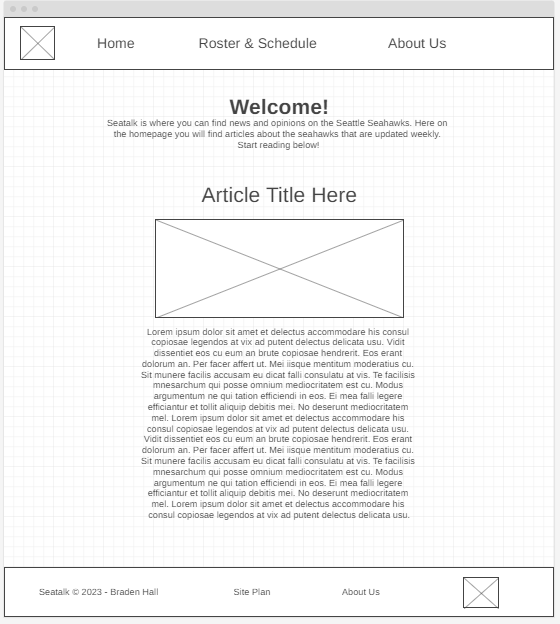 Home Roster & Schedule About Us
Welcome!
Seatalk is where you can find news and opinions on the Seattle Seahawks. Here on
the homepage you will find articles about the seahawks that are updated weekly.
Start reading below!
Article Title Here
Lorem ipsum dolor sit amet et delectus accommodare his consul
copiosae legendos at vix ad putent delectus delicata usu. Vidit
dissentiet eos cu eum an brute copiosae hendrerit. Eos erant
dolorum an. Per facer affert ut. Mei iisque mentitum moderatius cu.
Sit munere facilis accusam eu dicat falli consulatu at vis. Te facilisis
mnesarchum qui posse omnium mediocritatem est cu. Modus
argumentum ne qui tation efficiendi in eos. Ei mea falli legere
efficiantur et tollit aliquip debitis mei. No deserunt mediocritatem
mel. Lorem ipsum dolor sit amet et delectus accommodare his
consul copiosae legendos at vix ad putent delectus delicata usu.
Vidit dissentiet eos cu eum an brute copiosae hendrerit. Eos erant
dolorum an. Per facer affert ut. Mei iisque mentitum moderatius cu.
Sit munere facilis accusam eu dicat falli consulatu at vis. Te facilisis
mnesarchum qui posse omnium mediocritatem est cu. Modus
argumentum ne qui tation efficiendi in eos. Ei mea falli legere
efficiantur et tollit aliquip debitis mei. No deserunt mediocritatem
mel. Lorem ipsum dolor sit amet et delectus accommodare his
consul copiosae legendos at vix ad putent delectus delicata usu.
Seatalk © 2023 - Braden Hall Site Plan About Us